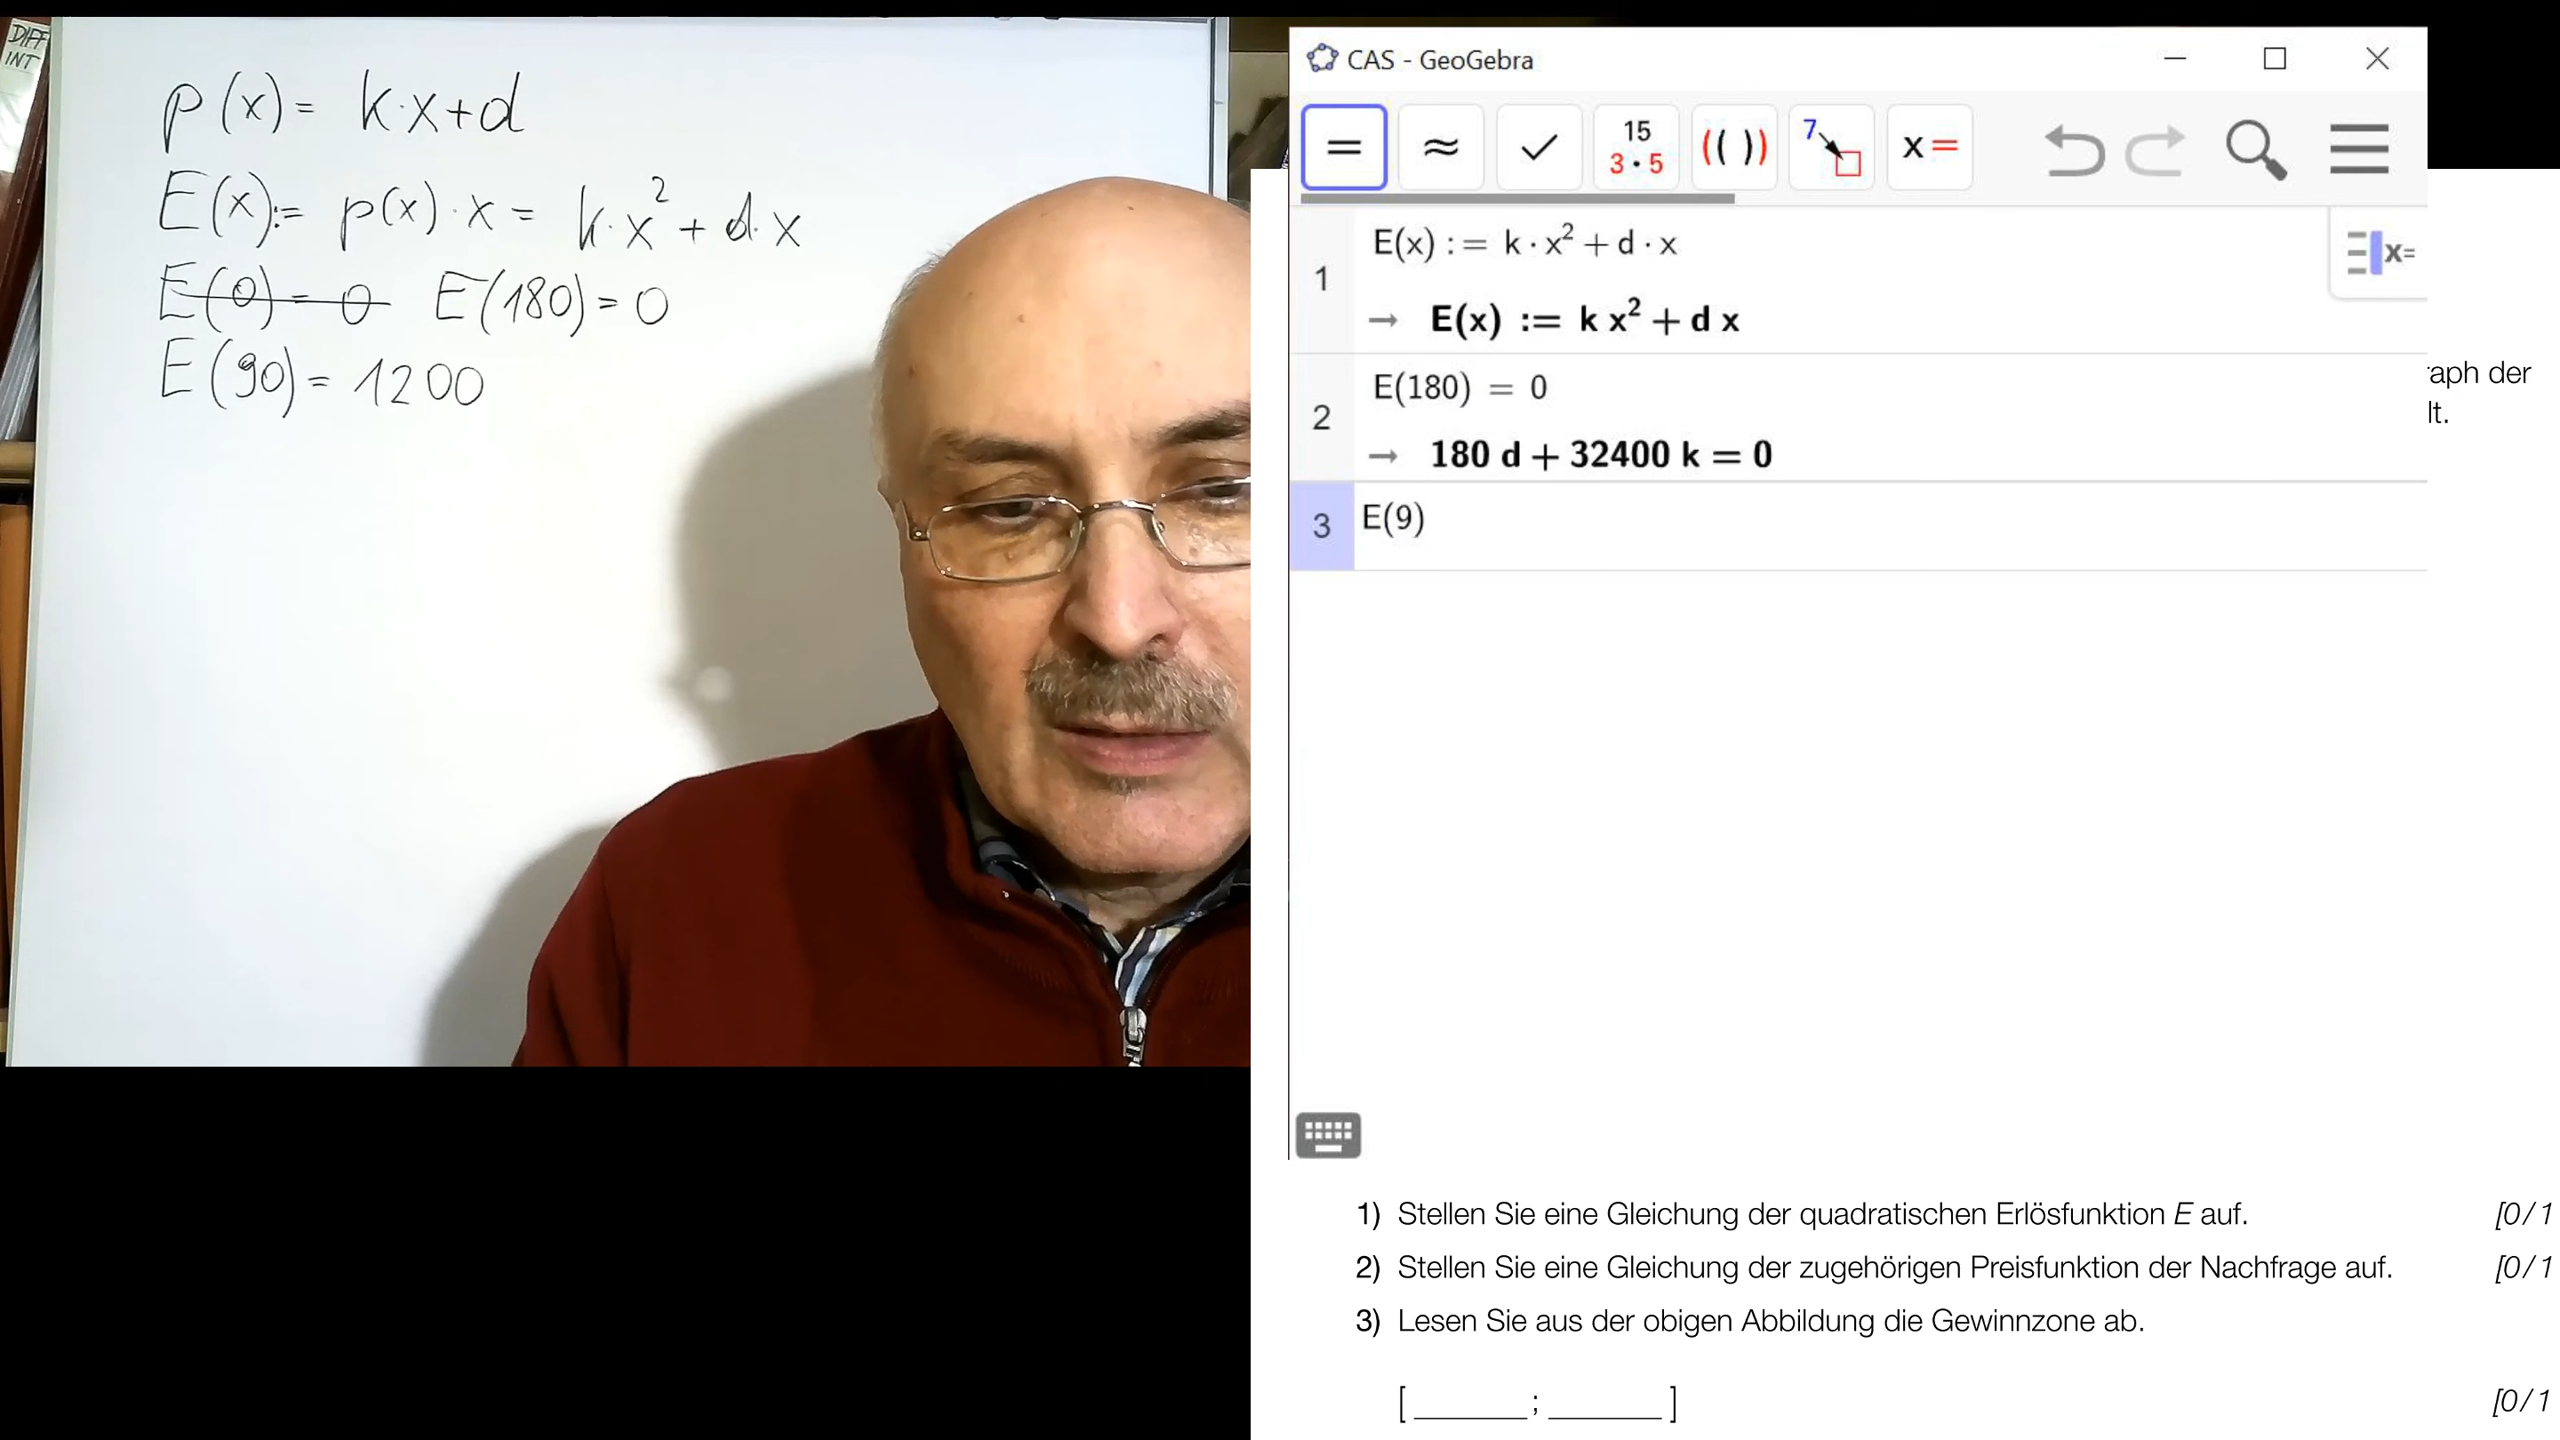 DIFF
INT
p(x) = k·x+d
E(x):= p(x)·x = k·x² + d·x
E(0) = 0 E(180) = 0
E(90) = 1200
CAS - GeoGebra
= ≈ ✓ 15 3·5 (( )) 7 x=
x=
1 E(x) := k · x² + d · x
→ E(x) := k x² + d x
2 E(180) = 0
→ 180 d + 32400 k = 0
3 E(9)
raph der
lt.
1) Stellen Sie eine Gleichung der quadratischen Erlösfunktion E auf. [0/1
2) Stellen Sie eine Gleichung der zugehörigen Preisfunktion der Nachfrage auf. [0/1
3) Lesen Sie aus der obigen Abbildung die Gewinnzone ab.
[ ______ ; ______ ] [0/1